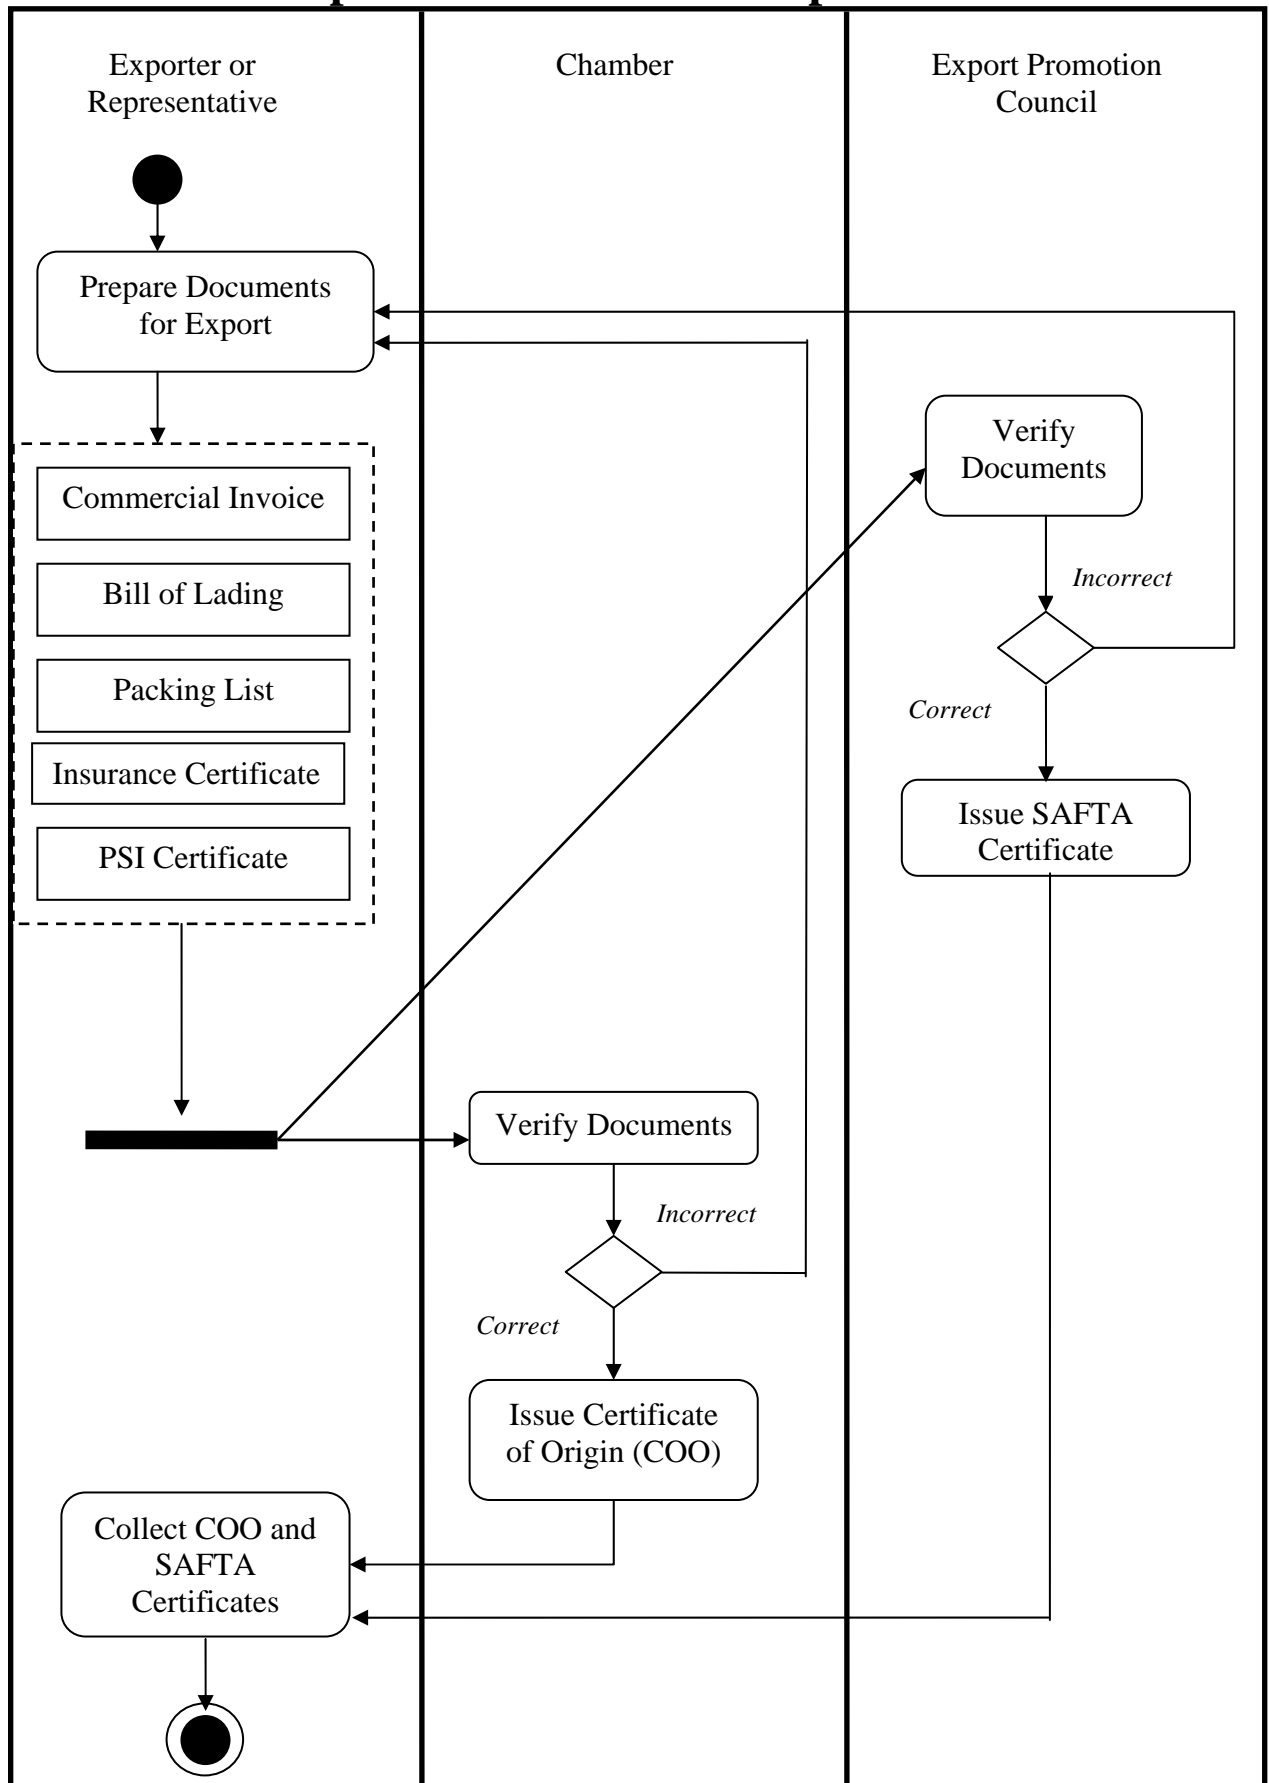 Exporter or
Representative
Chamber
Export Promotion
Council
Prepare Documents
for Export
Verify
Documents
Commercial Invoice
Incorrect
Bill of Lading
Packing List
Correct
Insurance Certificate
Issue SAFTA
Certificate
PSI Certificate
Verify Documents
Incorrect
Correct
Issue Certificate
of Origin (COO)
Collect COO and
SAFTA
Certificates